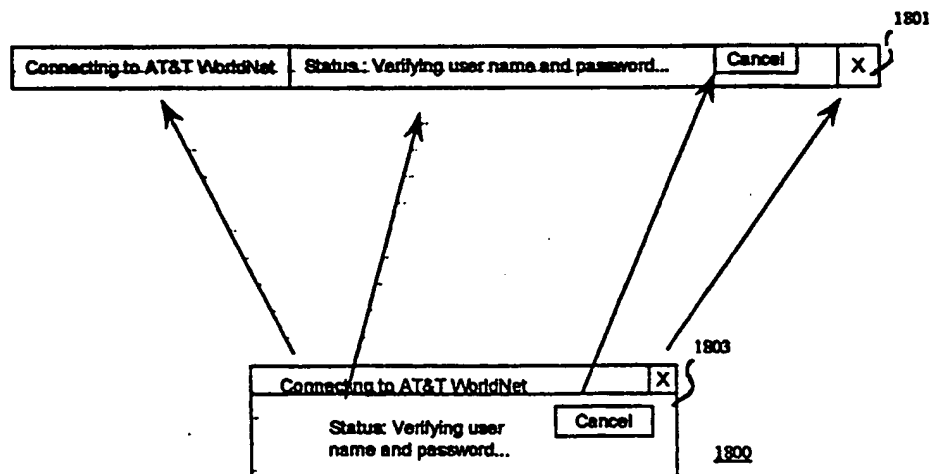 1801
Connecting to AT&T WorldNet Status: Verifying user name and password... Cancel X
1803
Connecting to AT&T WorldNet X
Status: Verifying user Cancel
name and password...
1800